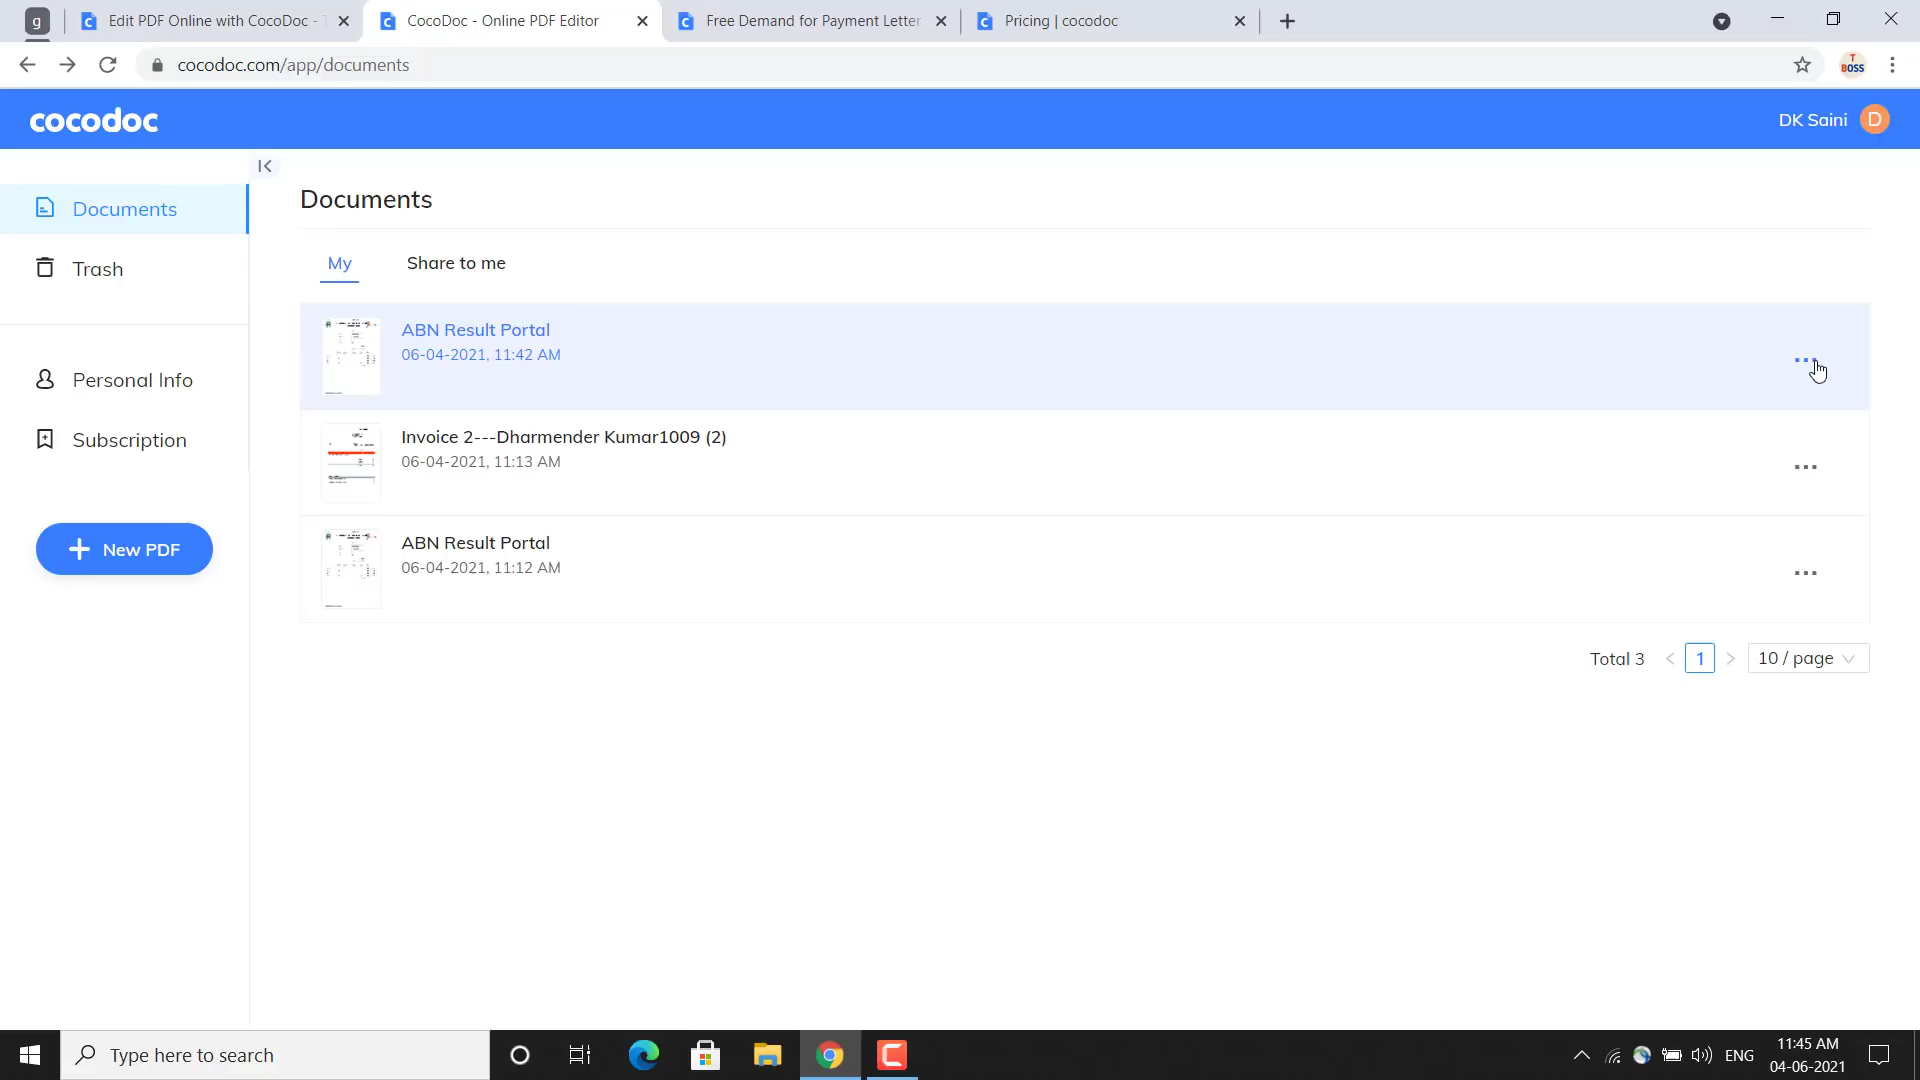 g
Edit PDF Online with CocoDoc - T
CocoDoc - Online PDF Editor
Free Demand for Payment Letter
Pricing | cocodoc
cocodoc.com/app/documents
T
BOSS
cocodoc
DK Saini D
Documents
Trash
Personal Info
Subscription
New PDF
Documents
My Share to me
ABN Result Portal
06-04-2021, 11:42 AM
Invoice 2---Dharmender Kumar1009 (2)
06-04-2021, 11:13 AM
ABN Result Portal
06-04-2021, 11:12 AM
Total 3 < 1 > 10 / page
Type here to search
ENG
11:45 AM
04-06-2021